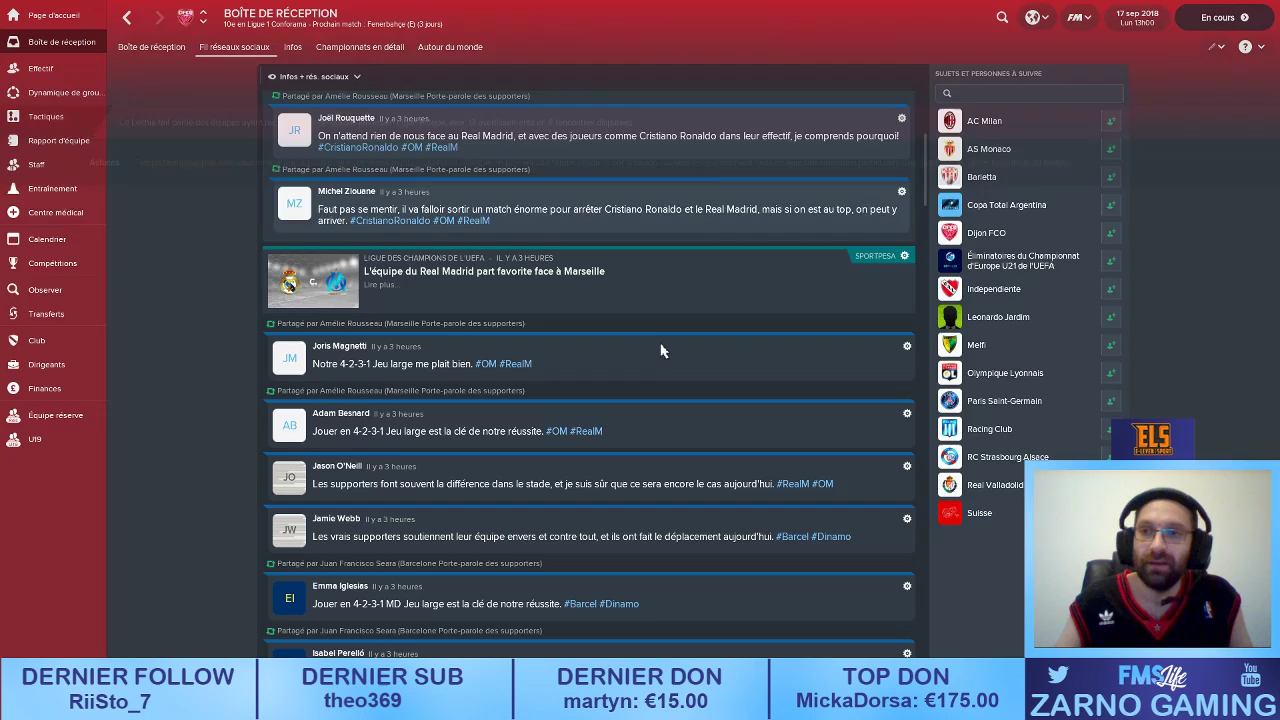 Page d'accueil
Boîte de réception
Effectif
Dynamique de grou...
Tactiques
Rapport d'équipe
Staff
Entraînement
Centre médical
Calendrier
Compétitions
Observer
Transferts
Club
Dirigeants
Finances
Équipe réserve
U19
BOÎTE DE RÉCEPTION
10e en Ligue 1 Conforama - Prochain match : Fenerbahçe (E) (3 jours)
FM
17 sep 2018
Lun 13h00
En cours
Boîte de réception
Fil réseaux sociaux
Infos
Championnats en détail
Autour du monde
Infos + rés. sociaux
Partagé par Amélie Rousseau (Marseille Porte-parole des supporters)
JR
Joël Rouquette Il y a 3 heures
On n'attend rien de nous face au Real Madrid, et avec des joueurs comme Cristiano Ronaldo dans leur effectif, je comprends pourquoi!
#CristianoRonaldo #OM #RealM
Partagé par Amélie Rousseau (Marseille Porte-parole des supporters)
MZ
Michel Ziouane Il y a 3 heures
Faut pas se mentir, il va falloir sortir un match énorme pour arrêter Cristiano Ronaldo et le Real Madrid, mais si on est au top, on peut y
arriver. #CristianoRonaldo #OM #RealM
LIGUE DES CHAMPIONS DE L'UEFA - IL Y A 3 HEURES
SPORTPESA
L'équipe du Real Madrid part favorite face à Marseille
Lire plus...
c.
Partagé par Amélie Rousseau (Marseille Porte-parole des supporters)
JM
Joris Magnetti Il y a 3 heures
Notre 4-2-3-1 Jeu large me plaît bien. #OM #RealM
Partagé par Amélie Rousseau (Marseille Porte-parole des supporters)
AB
Adam Besnard Il y a 3 heures
Jouer en 4-2-3-1 Jeu large est la clé de notre réussite. #OM #RealM
JO
Jason O'Neill Il y a 3 heures
Les supporters font souvent la différence dans le stade, et je suis sûr que ce sera encore le cas aujourd'hui. #RealM #OM
JW
Jamie Webb Il y a 3 heures
Les vrais supporters soutiennent leur équipe envers et contre tout, et ils ont fait le déplacement aujourd'hui. #Barcel #Dinamo
Partagé par Juan Francisco Seara (Barcelone Porte-parole des supporters)
EI
Emma Iglesias Il y a 3 heures
Jouer en 4-2-3-1 MD Jeu large est la clé de notre réussite. #Barcel #Dinamo
Partagé par Juan Francisco Seara (Barcelone Porte-parole des supporters)
Isabel Perelló Il y a 3 heures
SUJETS ET PERSONNES À SUIVRE
AC Milan
AS Monaco
Barletta
Copa Total Argentina
Dijon FCO
Éliminatoires du Championnat
d'Europe U21 de l'UEFA
Independiente
Leonardo Jardim
Melfi
Olympique Lyonnais
Paris Saint-Germain
Racing Club
RC Strasbourg Alsace
Real Valladolid
Suisse
ELS
E-LEVEN SPORT
DERNIER FOLLOW
RiiSto_7
DERNIER SUB
theo369
DERNIER DON
martyn: €15.00
TOP DON
MickaDorsa: €175.00
FMSLife
You
Tube
ZARNO GAMING